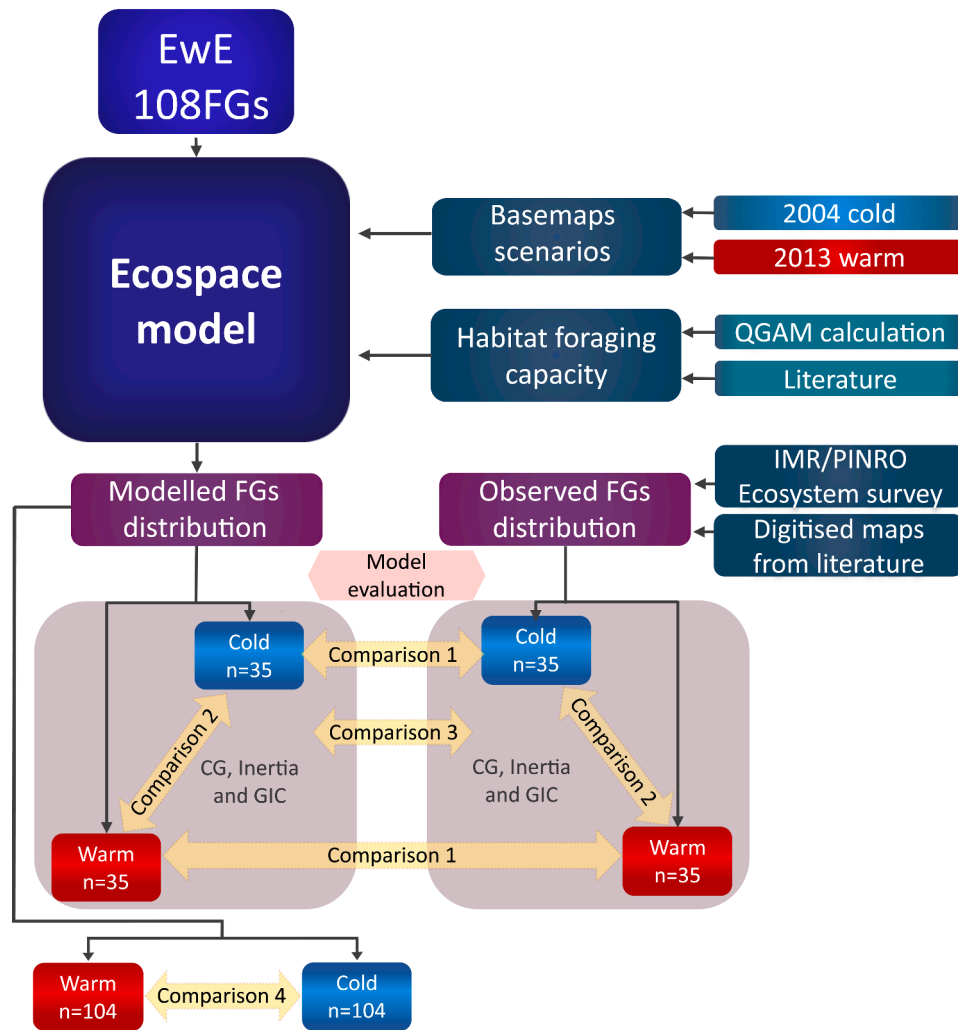 EwE
108FGs
Ecospace
model
Basemaps
scenarios
2004 cold
2013 warm
Habitat foraging
capacity
QGAM calculation
Literature
Modelled FGs
distribution
Observed FGs
distribution
IMR/PINRO
Ecosystem survey
Digitised maps
from literature
Model
evaluation
Cold
n=35
Comparison 1
Cold
n=35
Comparison 2
Comparison 3
Comparison 2
CG, Inertia
and GIC
CG, Inertia
and GIC
Warm
n=35
Comparison 1
Warm
n=35
Warm
n=104
Comparison 4
Cold
n=104